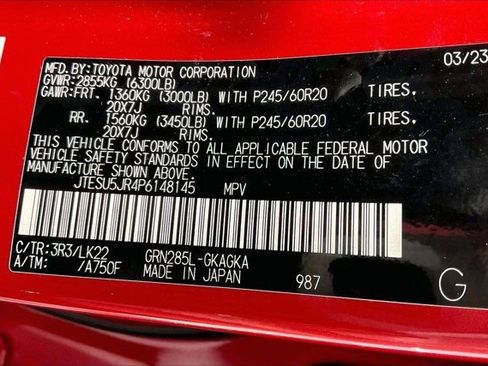 MFD.BY: TOYOTA MOTOR CORPORATION 03/23
GVWR: 2855KG (6300LB)
GAWR: FRT. 1360KG (3000LB) WITH P245/60R20 TIRES,
20X7J RIMS.
RR. 1560KG (3450LB) WITH P245/60R20 TIRES,
20X7J RIMS.
THIS VEHICLE CONFORMS TO ALL APPLICABLE FEDERAL MOTOR
VEHICLE SAFETY STANDARDS IN EFFECT ON THE DATE OF
MANUFACTURE SHOWN ABOVE.
JTESU5JR4P6148145 MPV
C/TR: 3R3/LK22 GRN285L-GKAGKA
A/TM: /A750F MADE IN JAPAN 987 G